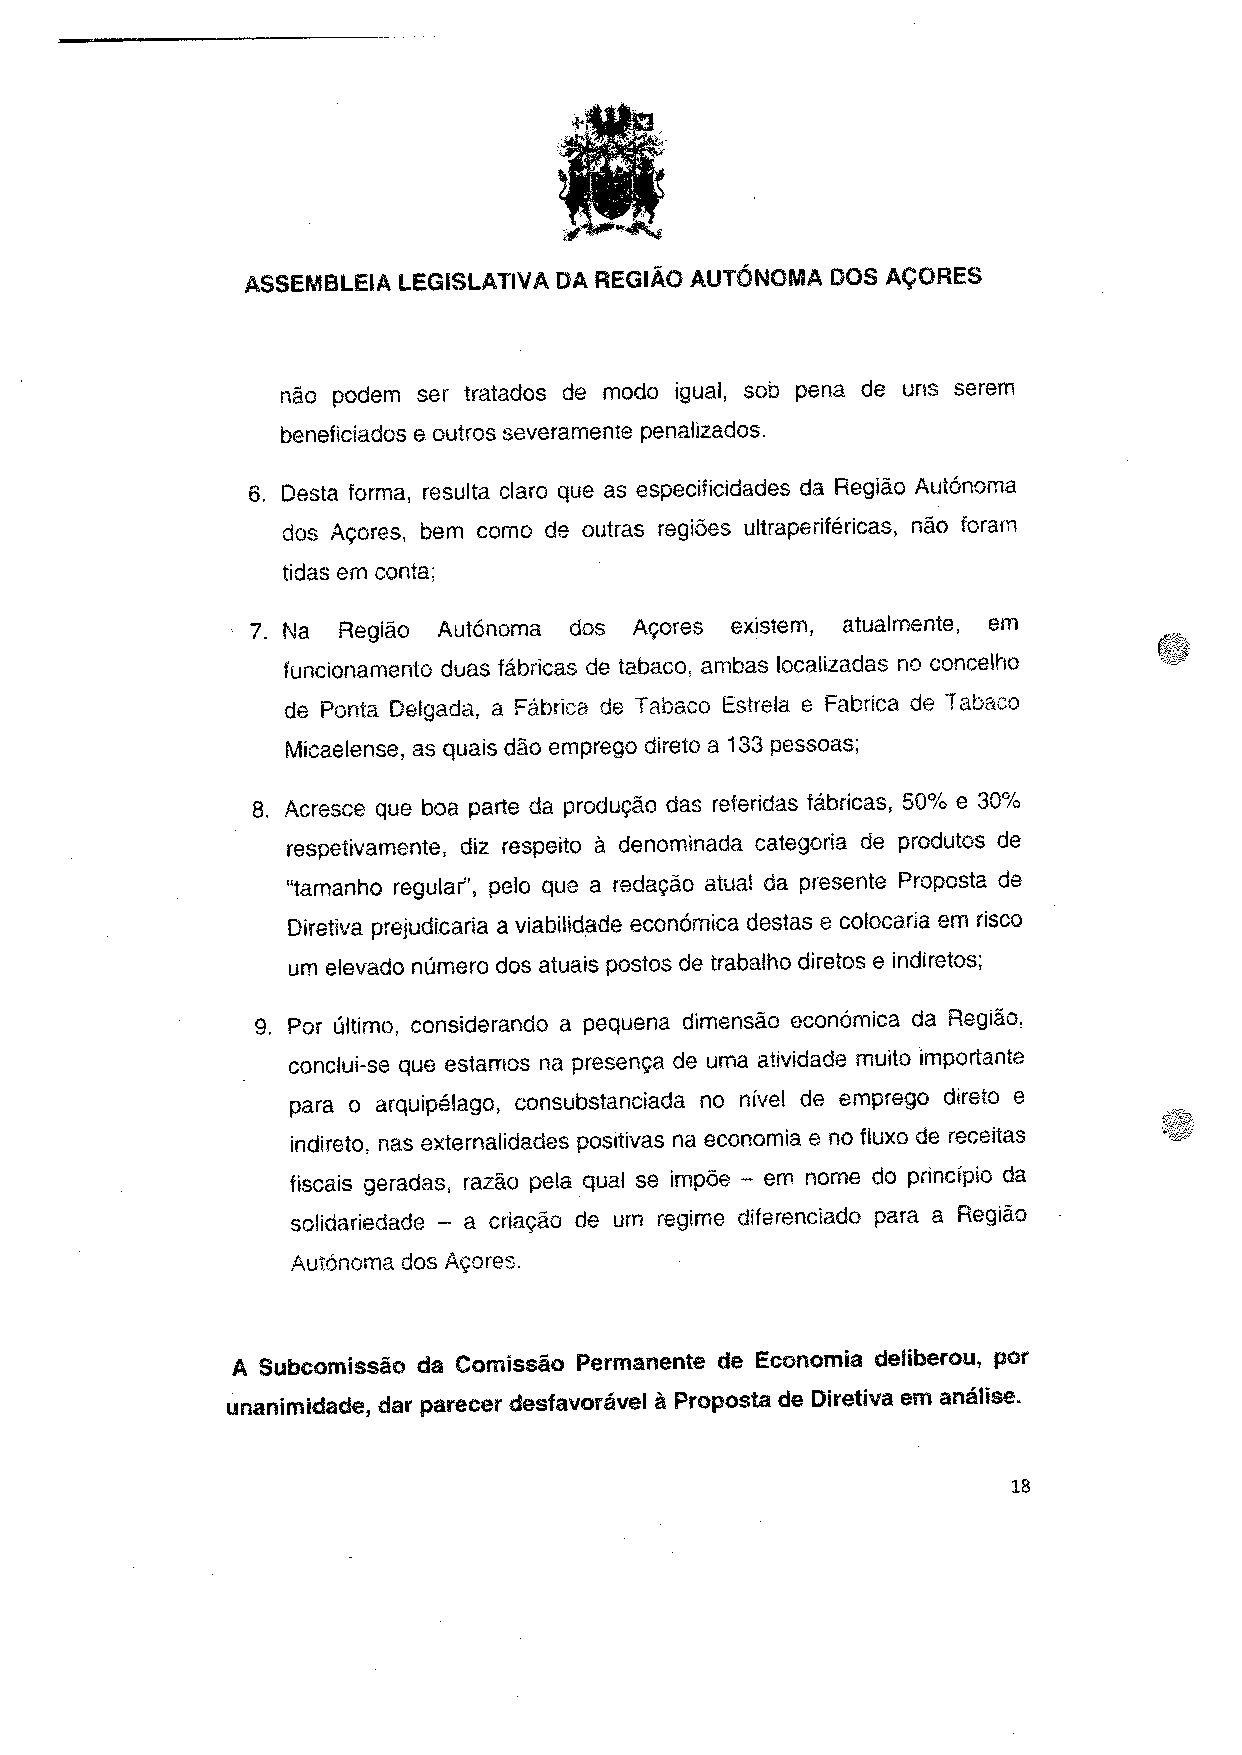 ASSEMBLEIA LEGISLATIVA DA REGIÃO AUTÓNOMA DOS AÇORES
não podem ser tratados de modo igual, sob pena de uns serem
beneficiados e outros severamente penalizados.
6. Desta forma, resulta claro que as especificidades da Região Autónoma
dos Açores, bem como de outras regiões ultraperiféricas, não foram
tidas em conta;
7. Na Região Autónoma dos Açores existem, atualmente, em
funcionamento duas fábricas de tabaco, ambas localizadas no concelho
de Ponta Delgada, a Fábrica de Tabaco Estrela e Fabrica de Tabaco
Micaelense, as quais dão emprego direto a 133 pessoas;
8. Acresce que boa parte da produção das referidas fábricas, 50% e 30%
respetivamente, diz respeito à denominada categoria de produtos de
"tamanho regular", pelo que a redação atual da presente Proposta de
Diretiva prejudicaria a viabilidade económica destas e colocaria em risco
um elevado número dos atuais postos de trabalho diretos e indiretos;
9. Por último, considerando a pequena dimensão económica da Região,
conclui-se que estamos na presença de uma atividade muito importante
para o arquipélago, consubstanciada no nível de emprego direto e
indireto, nas externalidades positivas na economia e no fluxo de receitas
fiscais geradas, razão pela qual se impõe – em nome do princípio da
solidariedade – a criação de um regime diferenciado para a Região
Autónoma dos Açores.
A Subcomissão da Comissão Permanente de Economia deliberou, por
unanimidade, dar parecer desfavorável à Proposta de Diretiva em análise.
18